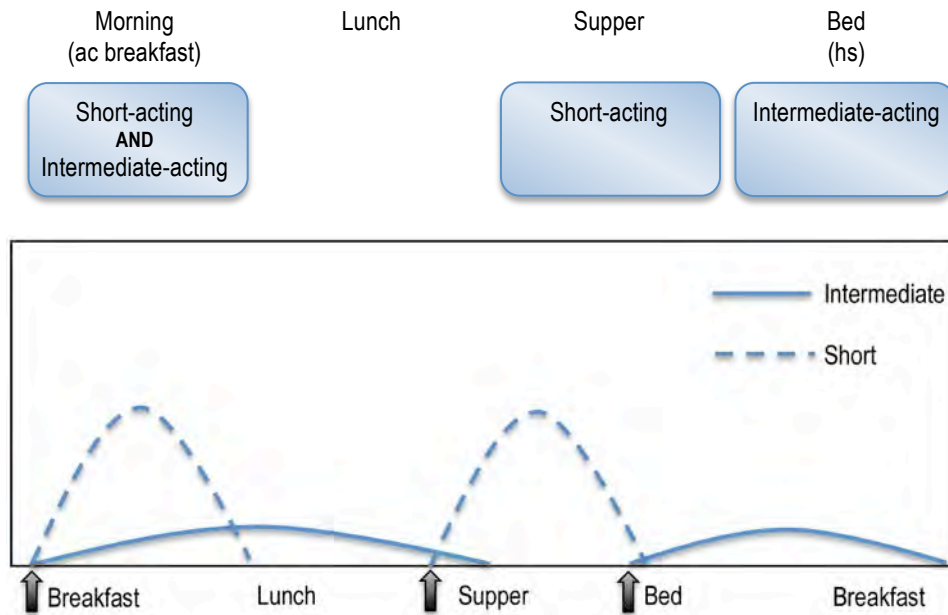 Morning
(ac breakfast)
Lunch
Supper
Bed
(hs)
Short-acting
AND
Intermediate-acting
Short-acting
Intermediate-acting
Intermediate
Short
Breakfast
Lunch
Supper
Bed
Breakfast